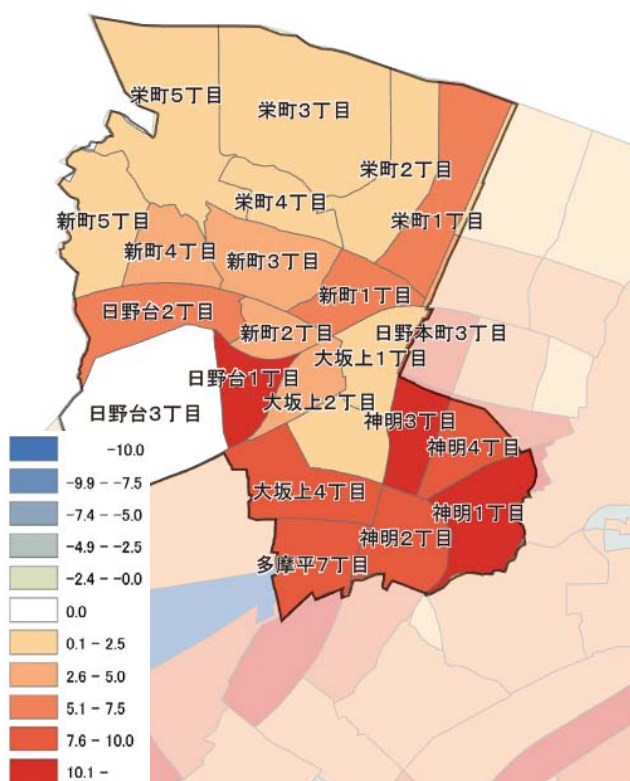 栄町5丁目
栄町3丁目
栄町2丁目
栄町4丁目
栄町1丁目
新町5丁目
新町4丁目
新町3丁目
新町1丁目
日野台2丁目
新町2丁目
日野本町3丁目
大坂上1丁目
日野台1丁目
大坂上2丁目
日野台3丁目
神明3丁目
神明4丁目
大坂上4丁目
神明1丁目
神明2丁目
多摩平7丁目
-10.0
-9.9 - -7.5
-7.4 - -5.0
-4.9 - -2.5
-2.4 - -0.0
0.0
0.1 - 2.5
2.6 - 5.0
5.1 - 7.5
7.6 - 10.0
10.1 -